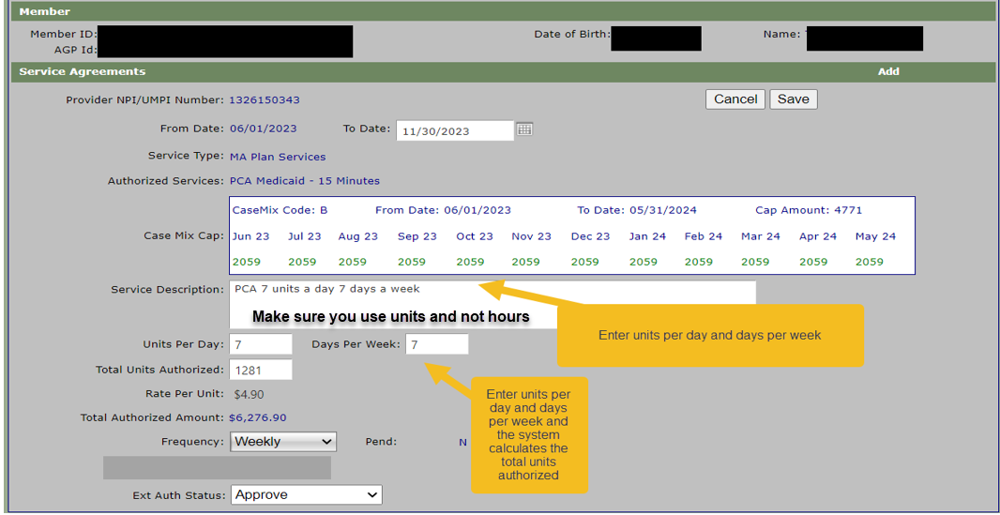 Member
Member ID:
Date of Birth:
Name:
AGP Id:
Service Agreements
Add
Provider NPI/UMPI Number: 1326150343
Cancel
Save
From Date: 06/01/2023
To Date: 11/30/2023
Service Type: MA Plan Services
Authorized Services: PCA Medicaid - 15 Minutes
CaseMix Code: B From Date: 06/01/2023 To Date: 05/31/2024 Cap Amount: 4771
Case Mix Cap: Jun 23 Jul 23 Aug 23 Sep 23 Oct 23 Nov 23 Dec 23 Jan 24 Feb 24 Mar 24 Apr 24 May 24
2059 2059 2059 2059 2059 2059 2059 2059 2059 2059 2059 2059
Service Description: PCA 7 units a day 7 days a week
Make sure you use units and not hours
Enter units per day and days per week
Units Per Day: 7 Days Per Week: 7
Total Units Authorized: 1281
Rate Per Unit: $4.90
Total Authorized Amount: $6,276.90
Frequency: Weekly Pend: N
Enter units per
day and days
per week and
the system
calculates the
total units
authorized
Ext Auth Status: Approve